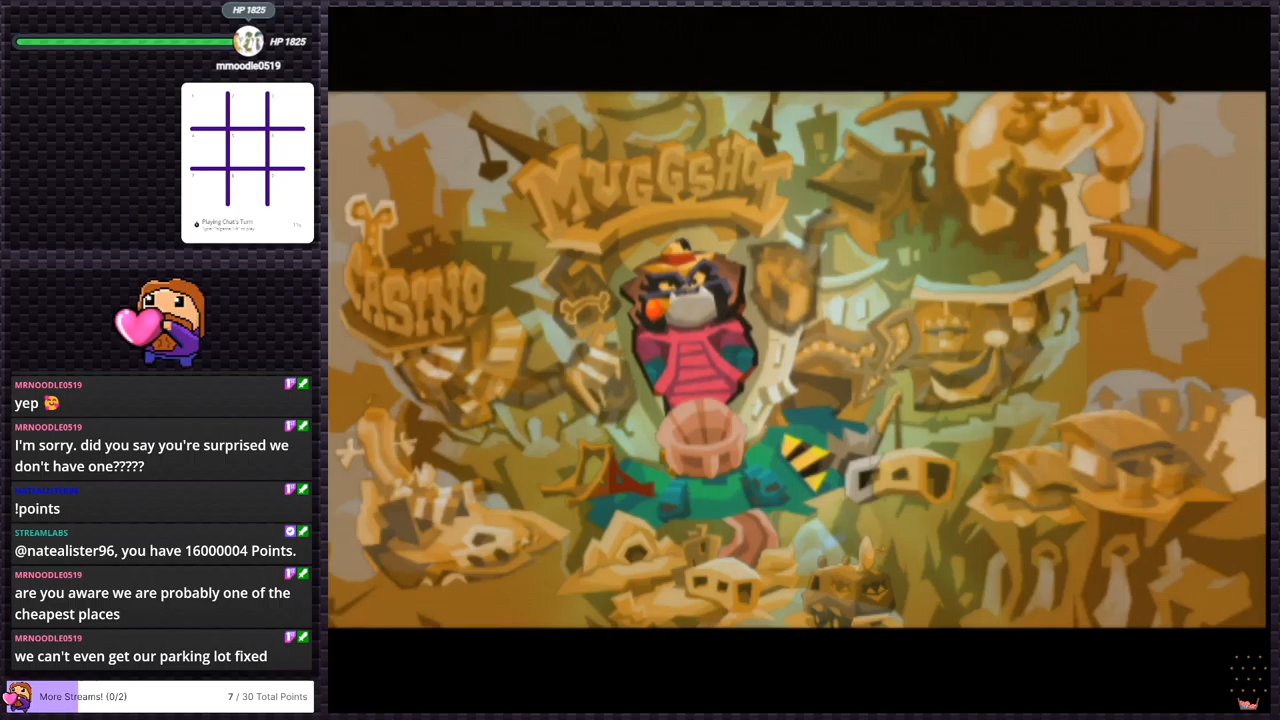 HP 1825
HP 1825
mmoodle0519
Playing Chat's Turn
MRNOODLE0519
yep 🥰
MRNOODLE0519
I'm sorry. did you say you're surprised we
don't have one?????
NATEALISTER96
!points
STREAMLABS
@natealister96, you have 16000004 Points.
MRNOODLE0519
are you aware we are probably one of the
cheapest places
MRNOODLE0519
we can't even get our parking lot fixed
More Streams! (0/2)
7 / 30 Total Points
MUGGSHOT
CASINO